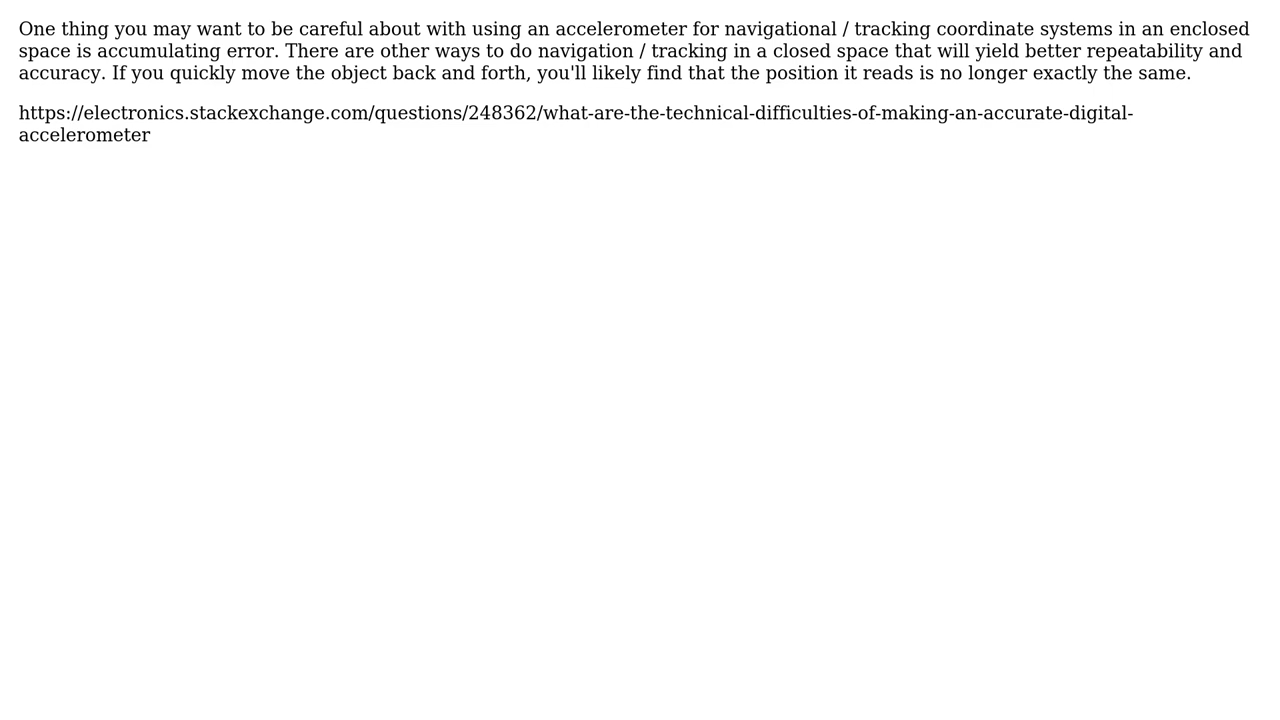 One thing you may want to be careful about with using an accelerometer for navigational / tracking coordinate systems in an enclosed
space is accumulating error. There are other ways to do navigation / tracking in a closed space that will yield better repeatability and
accuracy. If you quickly move the object back and forth, you'll likely find that the position it reads is no longer exactly the same.
https://electronics.stackexchange.com/questions/248362/what-are-the-technical-difficulties-of-making-an-accurate-digital-
accelerometer